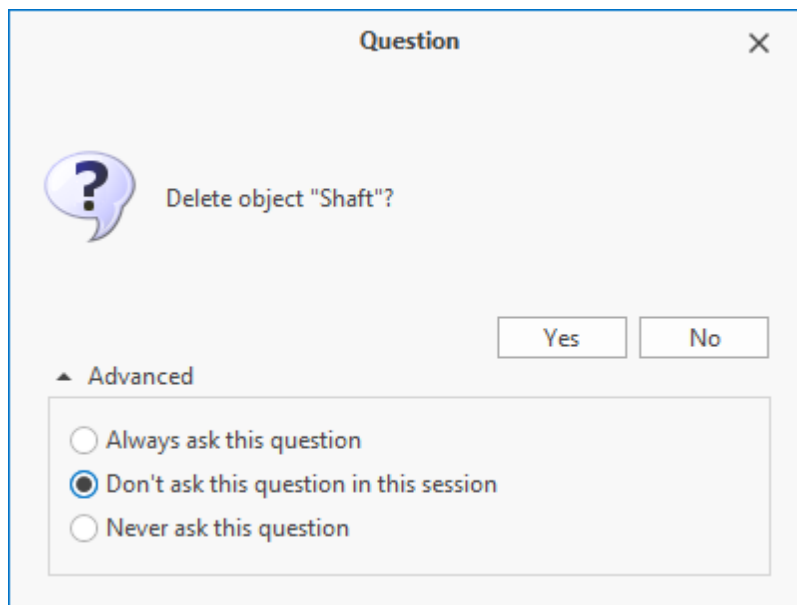 Question
Delete object "Shaft"?
Yes
No
Advanced
Always ask this question
Don't ask this question in this session
Never ask this question